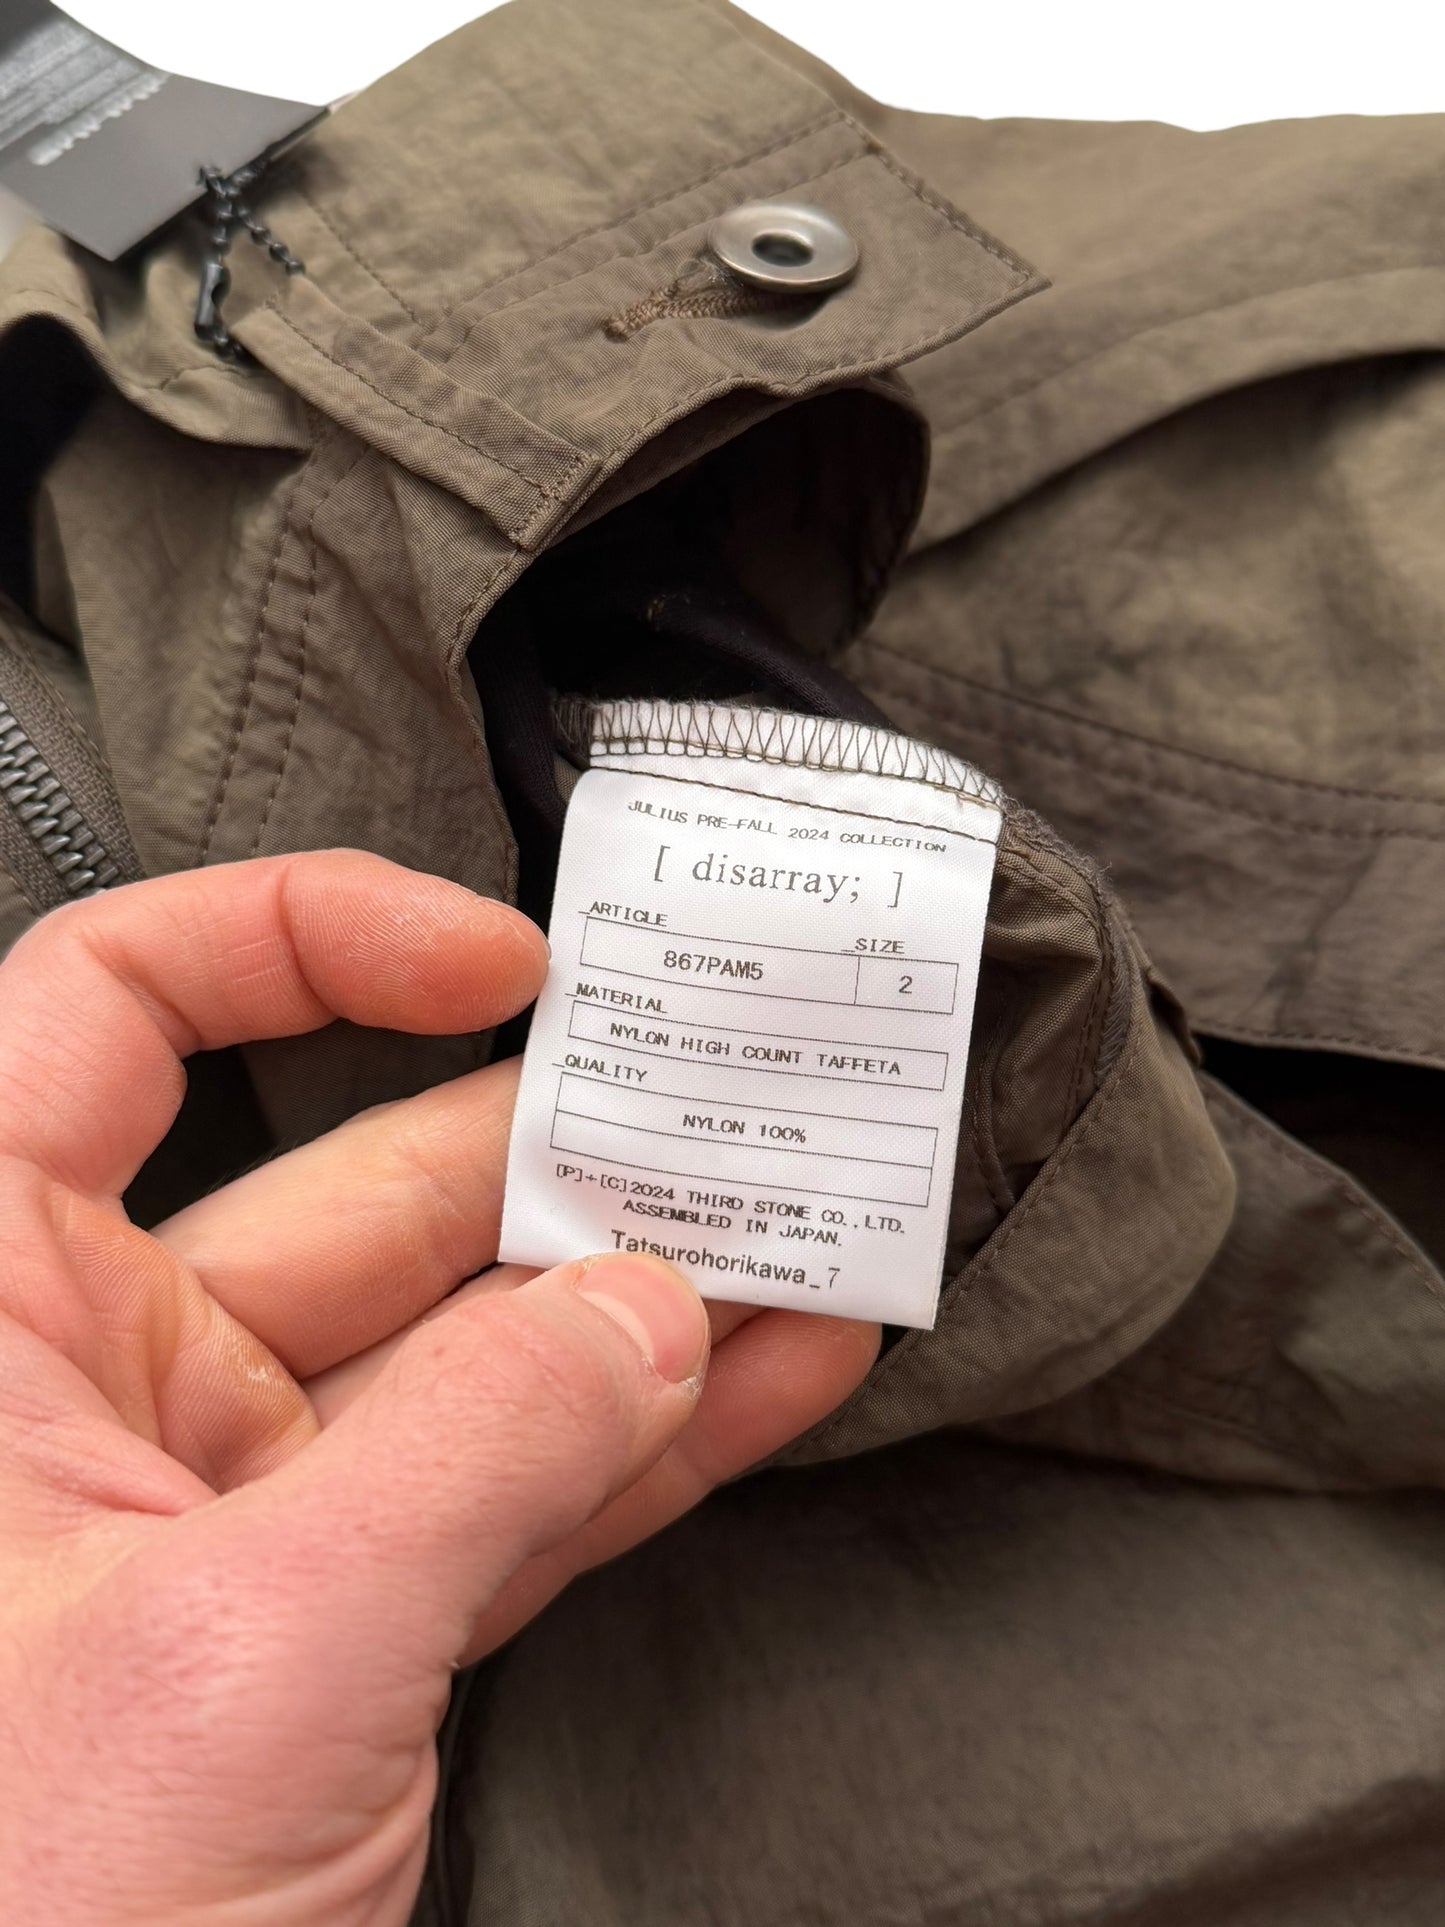 JULIUS PRE-FALL 2024 COLLECTION
[ disarray; ]
_ARTICLE _SIZE
867PAM5 2
_MATERIAL
NYLON HIGH COUNT TAFFETA
_QUALITY
NYLON 100%
[P]+[C]2024 THIRD STONE CO., LTD.
ASSEMBLED IN JAPAN.
Tatsurohorikawa_7